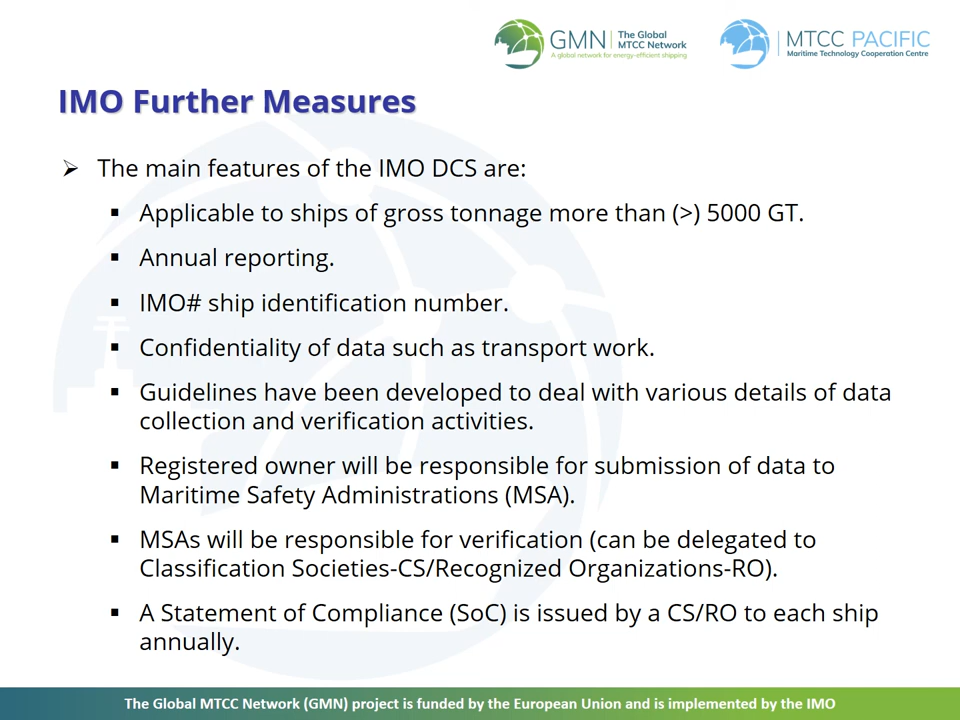 GMN
The Global
MTCC Network
A global network for energy-efficient shipping
MTCC PACIFIC
Maritime Technology Cooperation Centre
IMO Further Measures
The main features of the IMO DCS are:
Applicable to ships of gross tonnage more than (>) 5000 GT.
Annual reporting.
IMO# ship identification number.
Confidentiality of data such as transport work.
Guidelines have been developed to deal with various details of data
collection and verification activities.
Registered owner will be responsible for submission of data to
Maritime Safety Administrations (MSA).
MSAs will be responsible for verification (can be delegated to
Classification Societies-CS/Recognized Organizations-RO).
A Statement of Compliance (SoC) is issued by a CS/RO to each ship
annually.
The Global MTCC Network (GMN) project is funded by the European Union and is implemented by the IMO